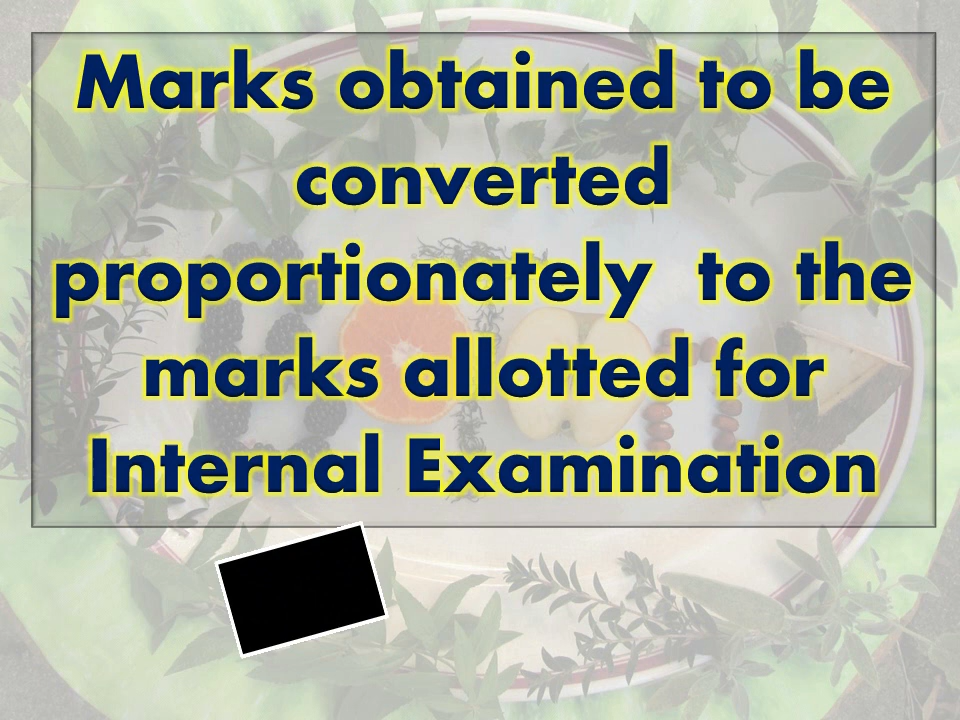 Marks obtained to be
converted
proportionately  to the
marks allotted for
Internal Examination